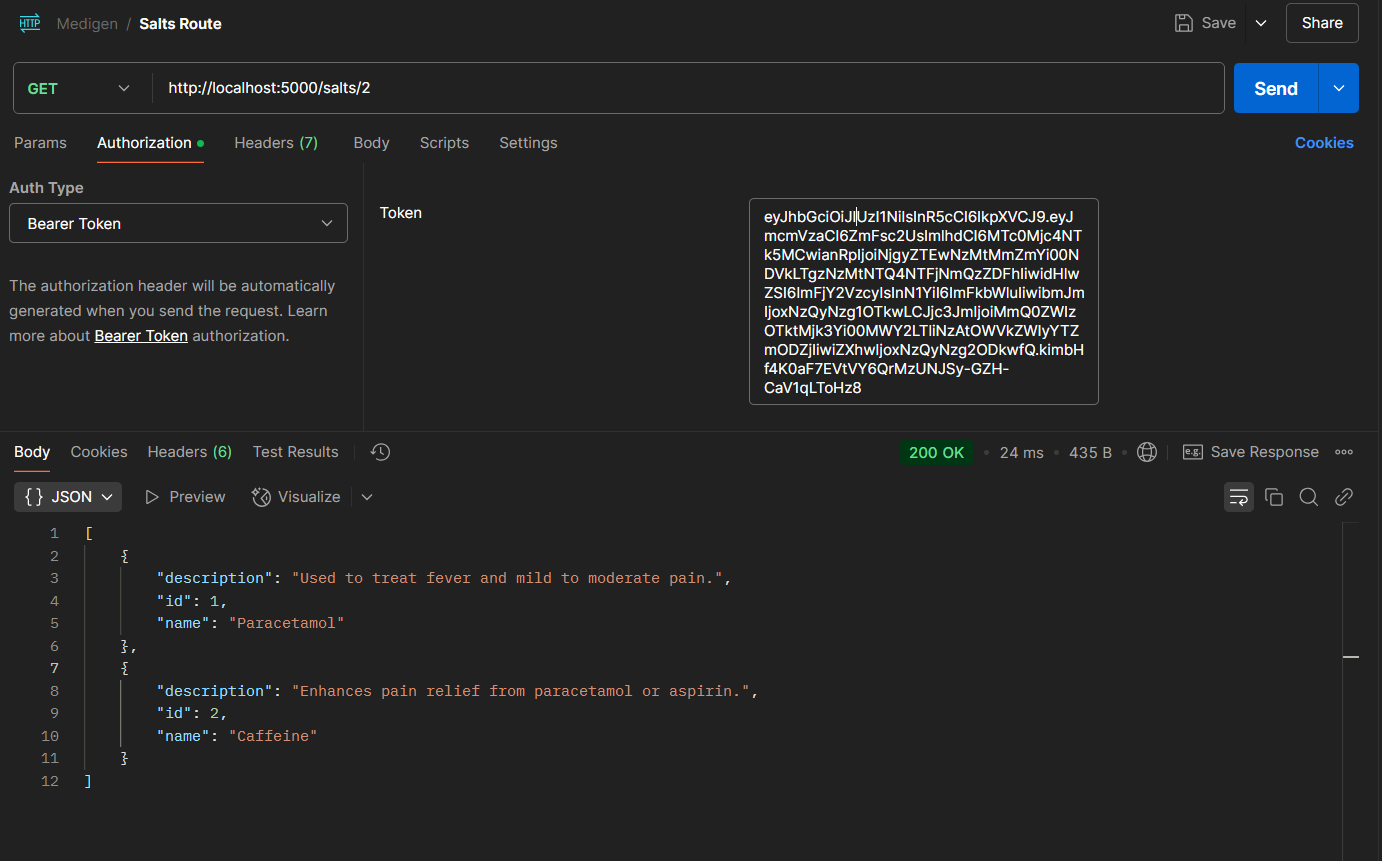 HTTP Medigen / Salts Route Save Share
GET http://localhost:5000/salts/2 Send
Params Authorization Headers (7) Body Scripts Settings Cookies
Auth Type
Bearer Token
The authorization header will be automatically
generated when you send the request. Learn
more about Bearer Token authorization.
Token
Body Cookies Headers (6) Test Results 200 OK 24 ms 435 B e.g. Save Response
{} JSON Preview Visualize
1 [
2 {
3 "description": "Used to treat fever and mild to moderate pain.",
4 "id": 1,
5 "name": "Paracetamol"
6 },
7 {
8 "description": "Enhances pain relief from paracetamol or aspirin.",
9 "id": 2,
10 "name": "Caffeine"
11 }
12 ]